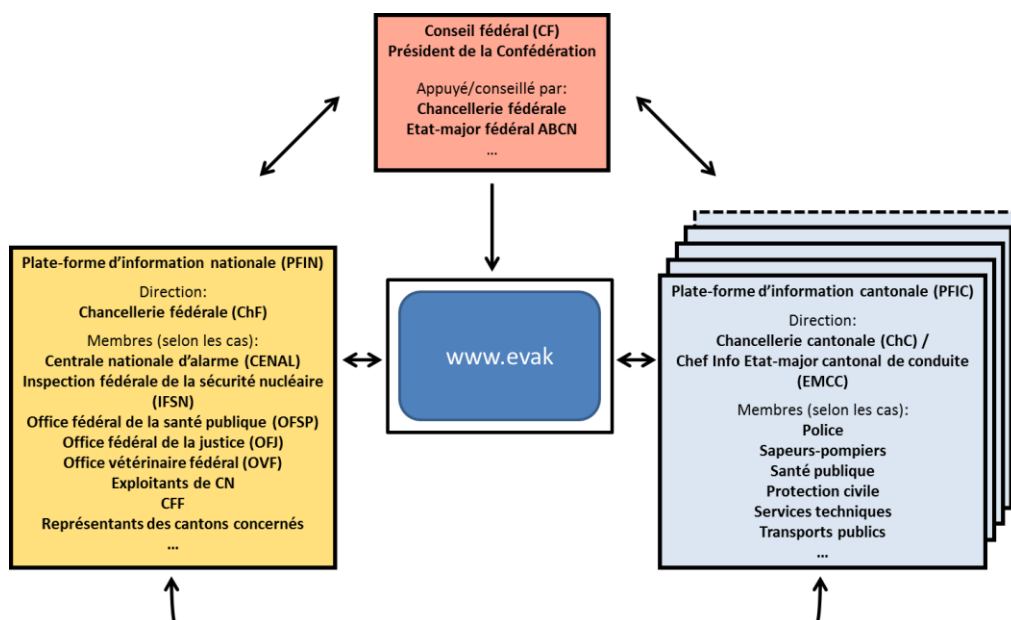 Conseil fédéral (CF)
Président de la Confédération
Appuyé/conseillé par:
Chancellerie fédérale
Etat-major fédéral ABCN
...
Plate-forme d'information nationale (PFIN)
Direction:
Chancellerie fédérale (ChF)
Membres (selon les cas):
Centrale nationale d'alarme (CENAL)
Inspection fédérale de la sécurité nucléaire
(IFSN)
Office fédéral de la santé publique (OFSP)
Office fédéral de la justice (OFJ)
Office vétérinaire fédéral (OVF)
Exploitants de CN
CFF
Représentants des cantons concernés
...
www.evak
Plate-forme d'information cantonale (PFIC)
Direction:
Chancellerie cantonale (ChC) /
Chef Info Etat-major cantonal de conduite
(EMCC)
Membres (selon les cas):
Police
Sapeurs-pompiers
Santé publique
Protection civile
Services techniques
Transports publics
...